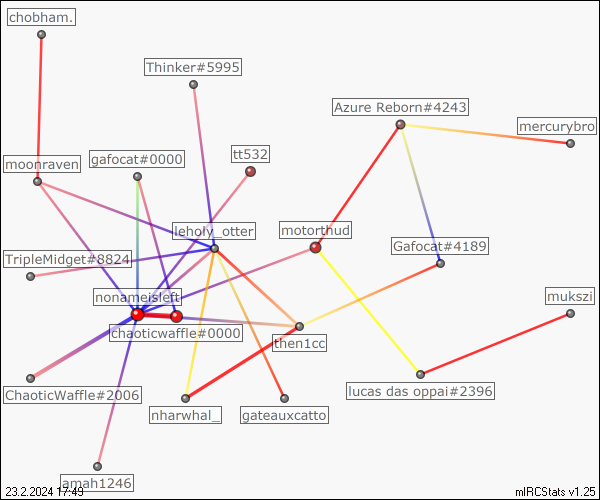 chobham.
Thinker#5995
Azure Reborn#4243
mercurybro
gafocat#0000
tt532
moonraven
leholy_otter
motorthud
Gafocat#4189
TripleMidget#8824
nonameisleft
mukszi
chaoticwaffle#0000
then1cc
ChaoticWaffle#2006
lucas das oppai#2396
nharwhal_
gateauxcatto
amah1246
23.2.2024 17:49
mIRCStats v1.25